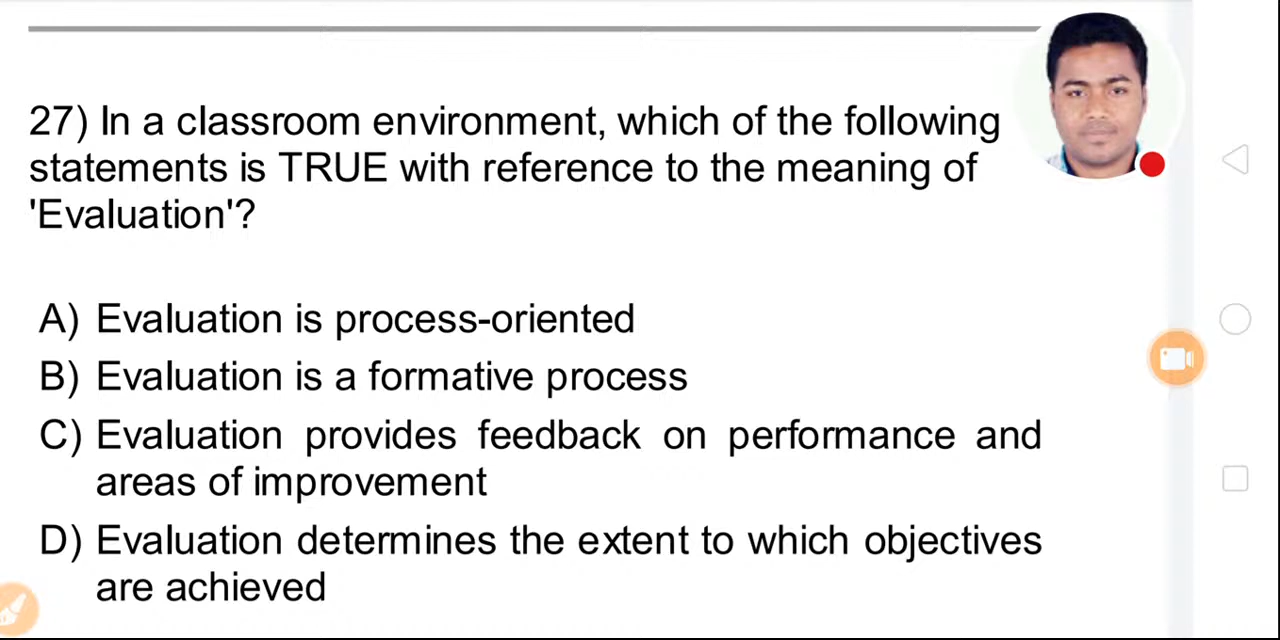 27) In a classroom environment, which of the following
statements is TRUE with reference to the meaning of
'Evaluation'?
A) Evaluation is process-oriented
B) Evaluation is a formative process
C) Evaluation provides feedback on performance and
areas of improvement
D) Evaluation determines the extent to which objectives
are achieved